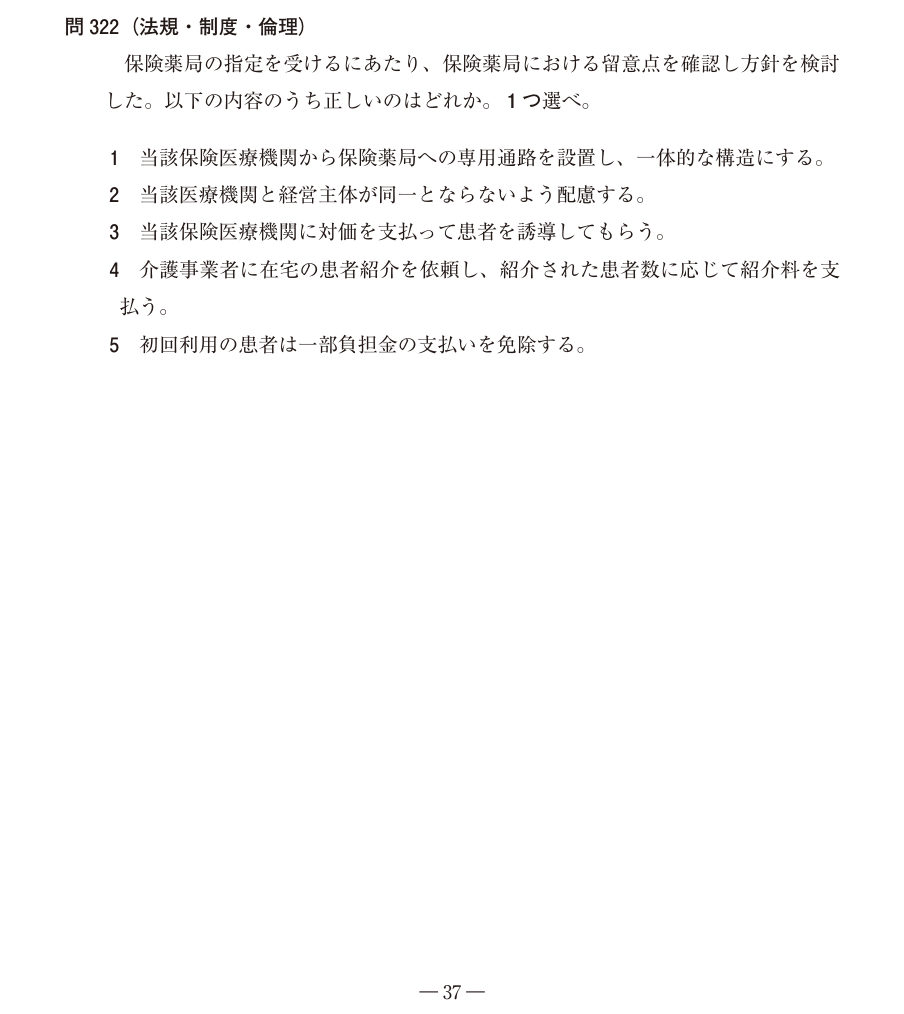 問 322（法規・制度・倫理）
保険薬局の指定を受けるにあたり、保険薬局における留意点を確認し方針を検討
した。以下の内容のうち正しいのはどれか。1つ選べ。
1　当該保険医療機関から保険薬局への専用通路を設置し、一体的な構造にする。
2　当該医療機関と経営主体が同一とならないよう配慮する。
3　当該保険医療機関に対価を支払って患者を誘導してもらう。
4　介護事業者に在宅の患者紹介を依頼し、紹介された患者数に応じて紹介料を支
払う。
5　初回利用の患者は一部負担金の支払いを免除する。
― 37 ―